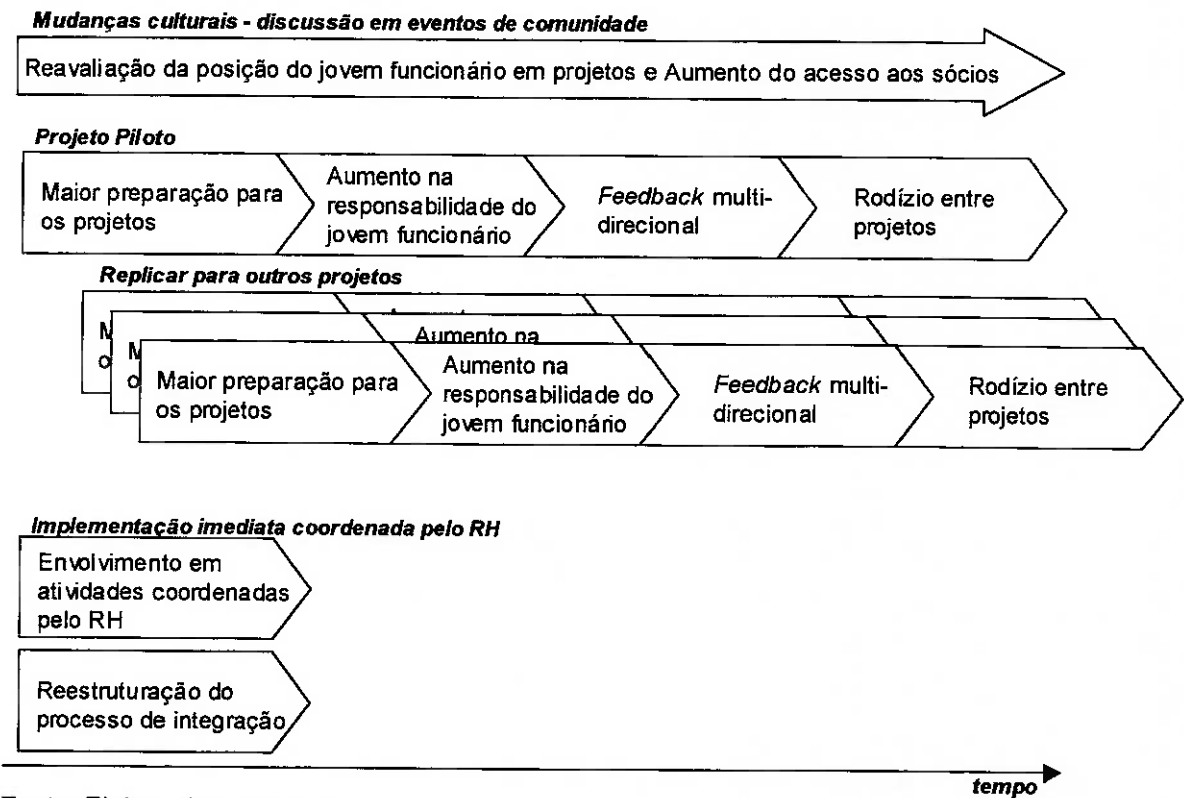 Mudanças culturais - discussão em eventos de comunidade
Reavaliação da posição do jovem funcionário em projetos e Aumento do acesso aos sócios
Projeto Piloto
Maior preparação para
os projetos
Aumento na
responsabilidade do
jovem funcionário
Feedback multi-
direcional
Rodízio entre
projetos
Replicar para outros projetos
M
o
M
o
Aumento na
Maior preparação para
os projetos
Aumento na
responsabilidade do
jovem funcionário
Feedback multi-
direcional
Rodízio entre
projetos
Implementação imediata coordenada pelo RH
Envolvimento em
atividades coordenadas
pelo RH
Reestruturação do
processo de integração
tempo